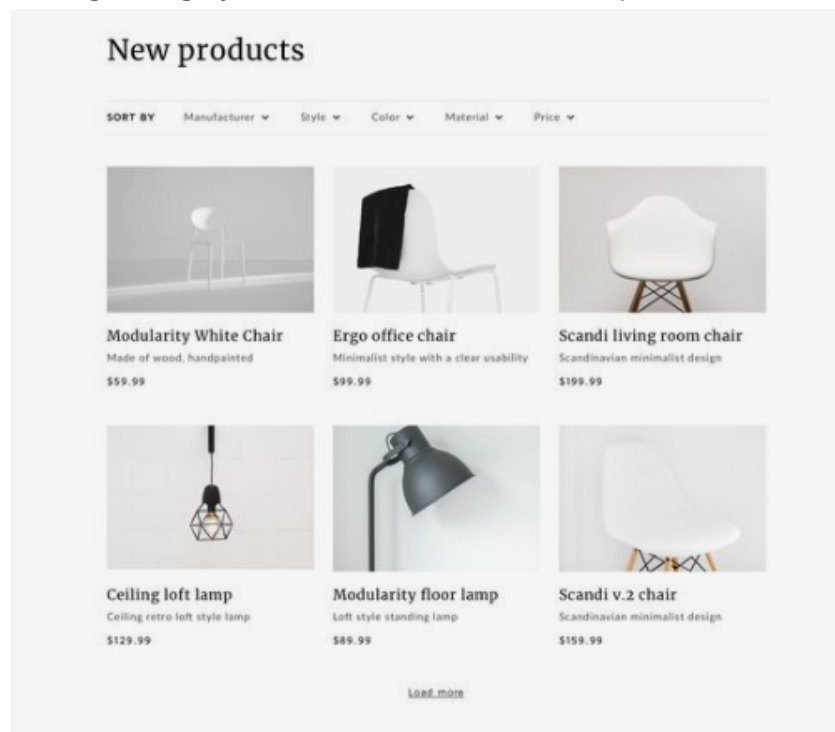 New products
SORT BY Manufacturer Style Color Material Price
Modularity White Chair
Made of wood, handpainted
$59.99
Ergo office chair
Minimalist style with a clear usability
$99.99
Scandi living room chair
Scandinavian minimalist design
$199.99
Ceiling loft lamp
Ceiling retro loft style lamp
$129.99
Modularity floor lamp
Loft style standing lamp
$89.99
Scandi v.2 chair
Scandinavian minimalist design
$159.99
Load more